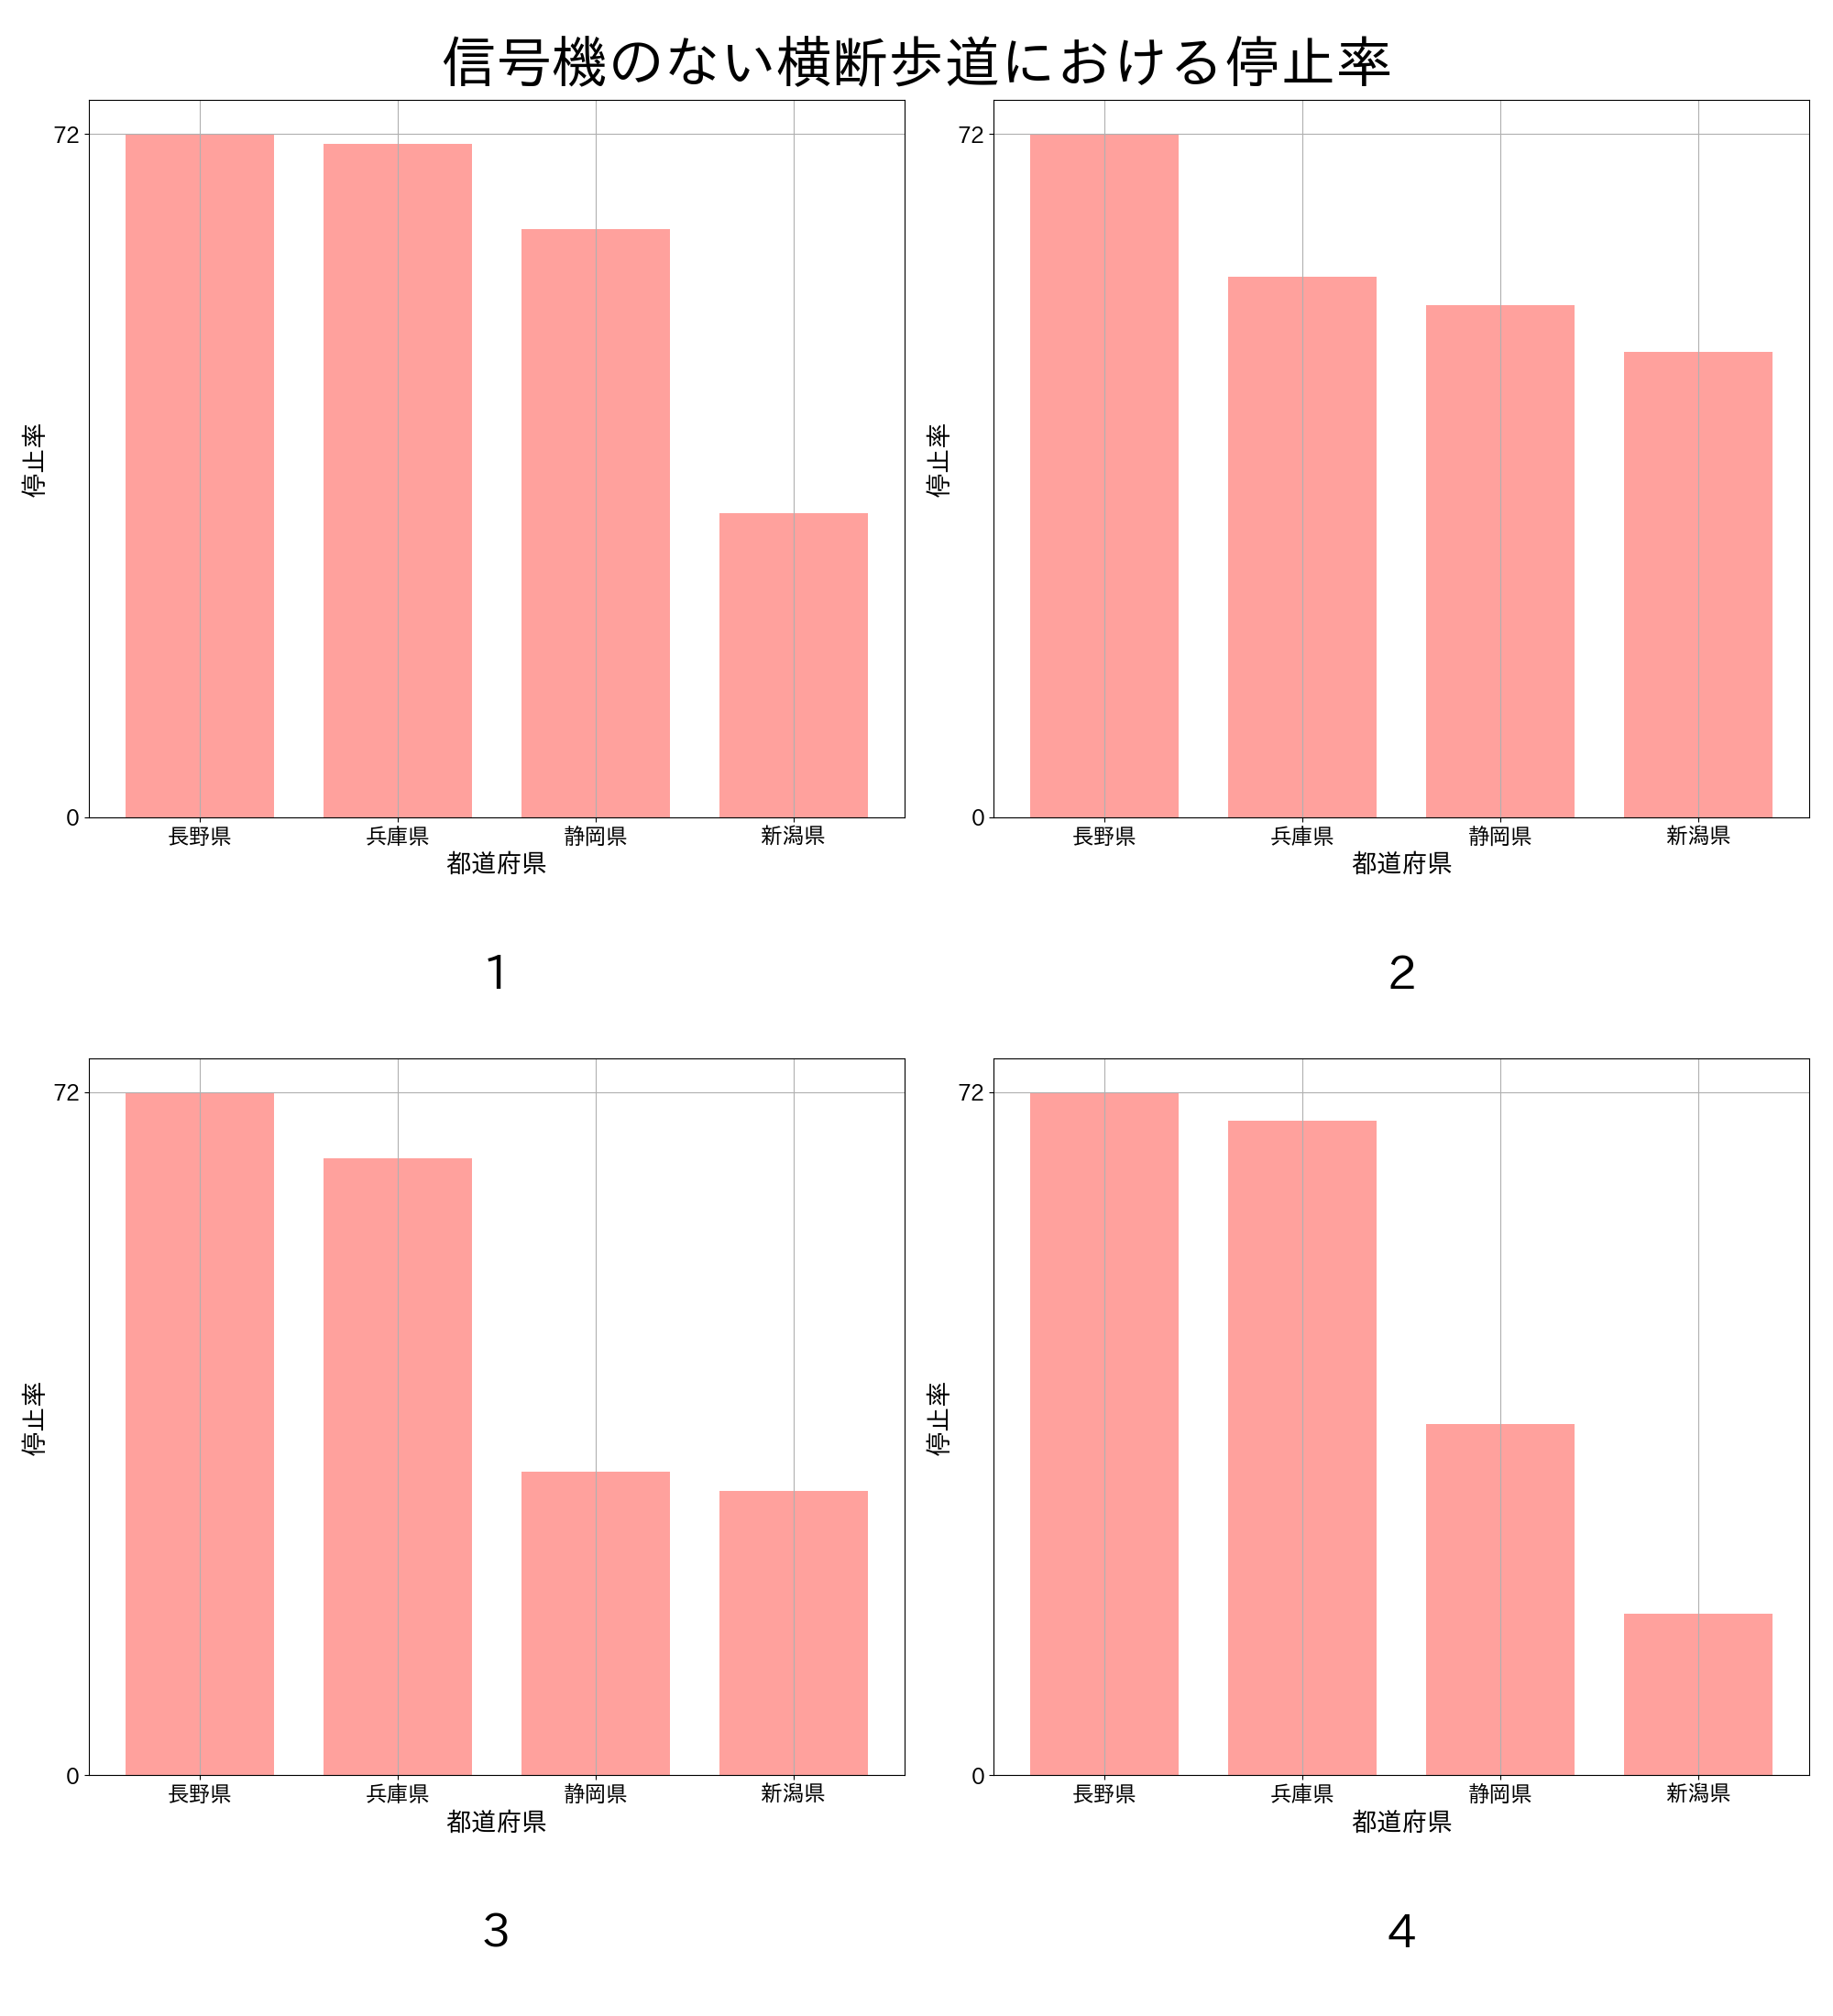 信号機のない横断歩道における停止率
72
停止率
0
長野県 兵庫県 静岡県 新潟県
都道府県
1
72
停止率
0
長野県 兵庫県 静岡県 新潟県
都道府県
2
72
停止率
0
長野県 兵庫県 静岡県 新潟県
都道府県
3
72
停止率
0
長野県 兵庫県 静岡県 新潟県
都道府県
4